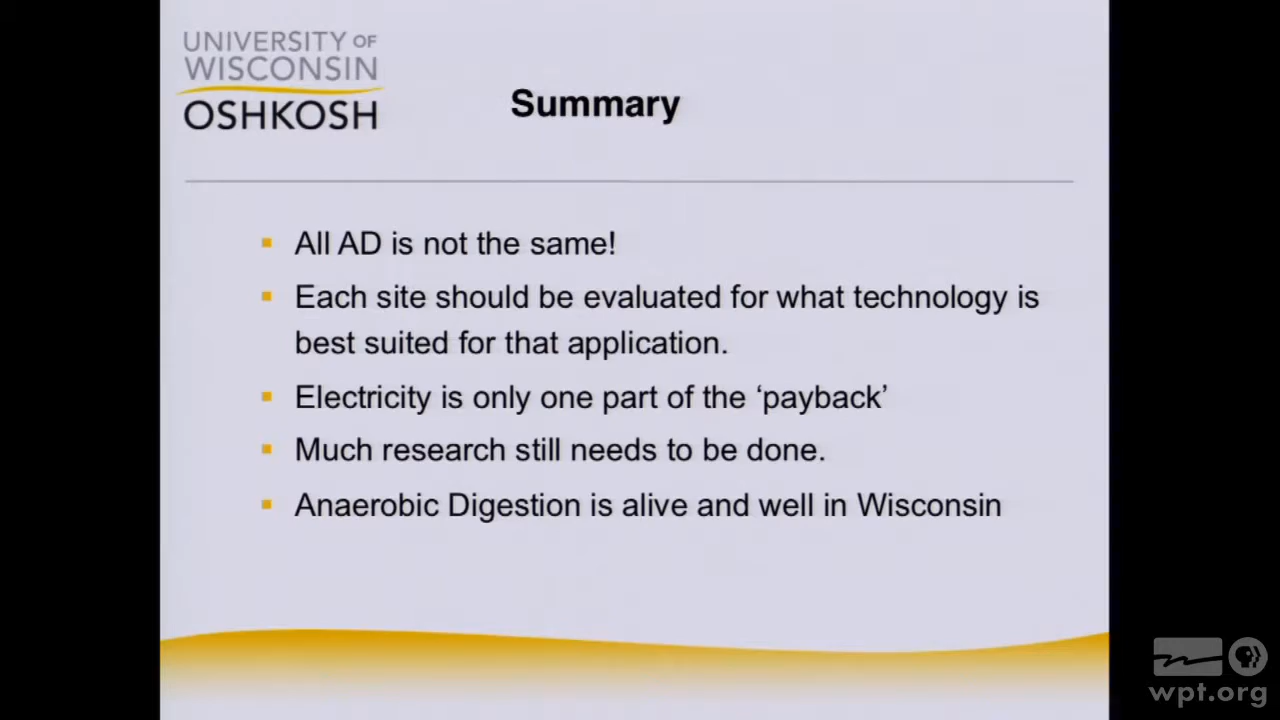 UNIVERSITY OF
WISCONSIN
OSHKOSH
Summary
All AD is not the same!
Each site should be evaluated for what technology is
best suited for that application.
Electricity is only one part of the ‘payback’
Much research still needs to be done.
Anaerobic Digestion is alive and well in Wisconsin
wpt.org